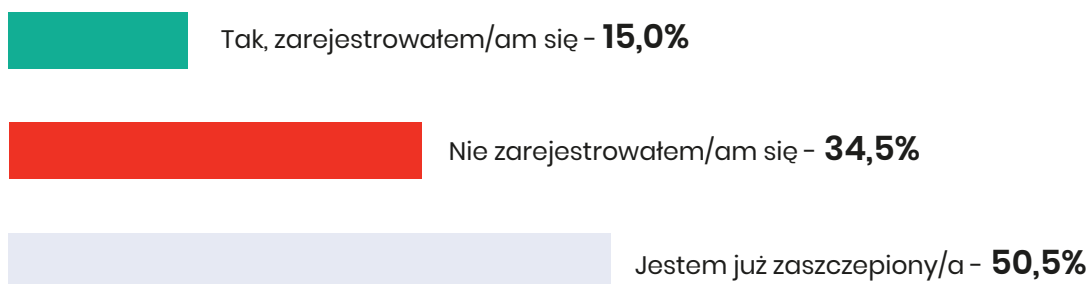 Tak, zarejestrowałem/am się - 15,0%
Nie zarejestrowałem/am się - 34,5%
Jestem już zaszczepiony/a - 50,5%